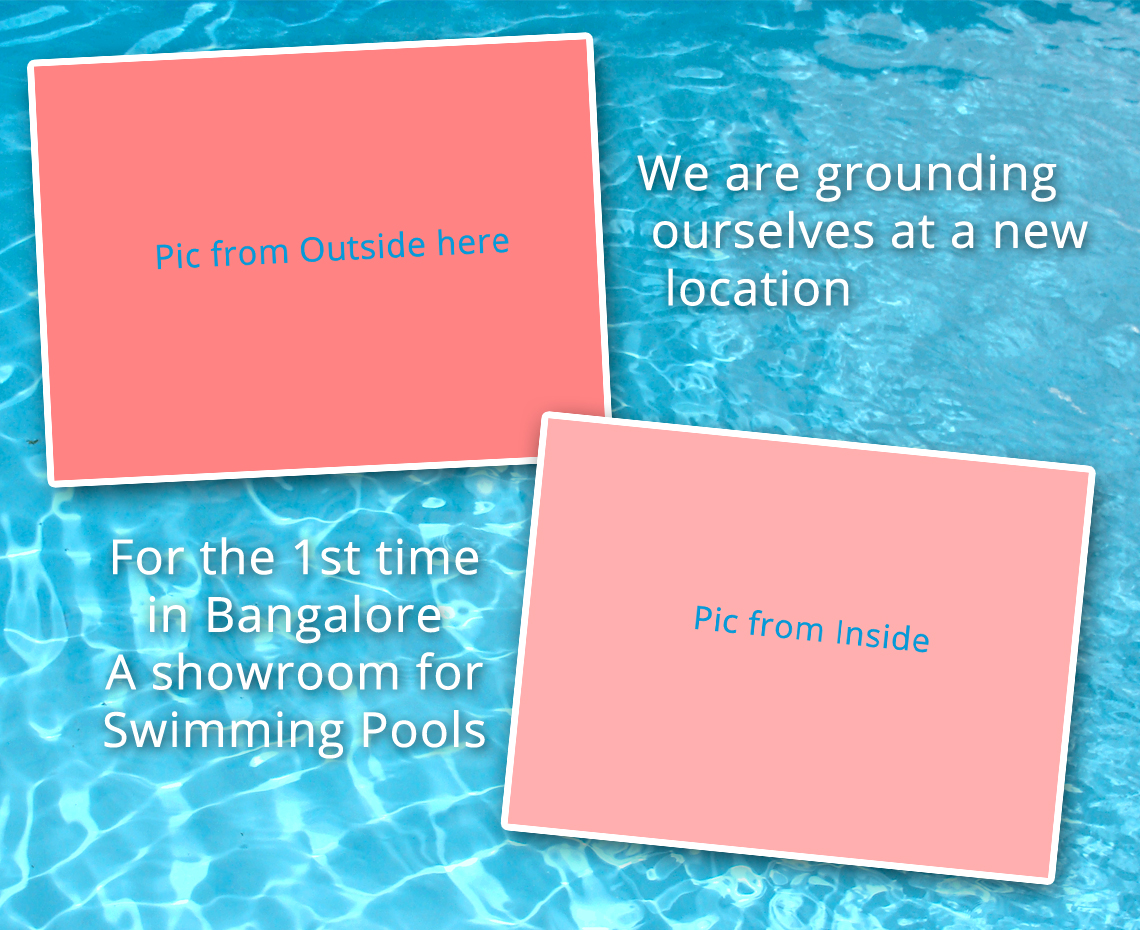 Pic from Outside here
We are grounding
ourselves at a new
location
For the 1st time
in Bangalore
A showroom for
Swimming Pools
Pic from Inside